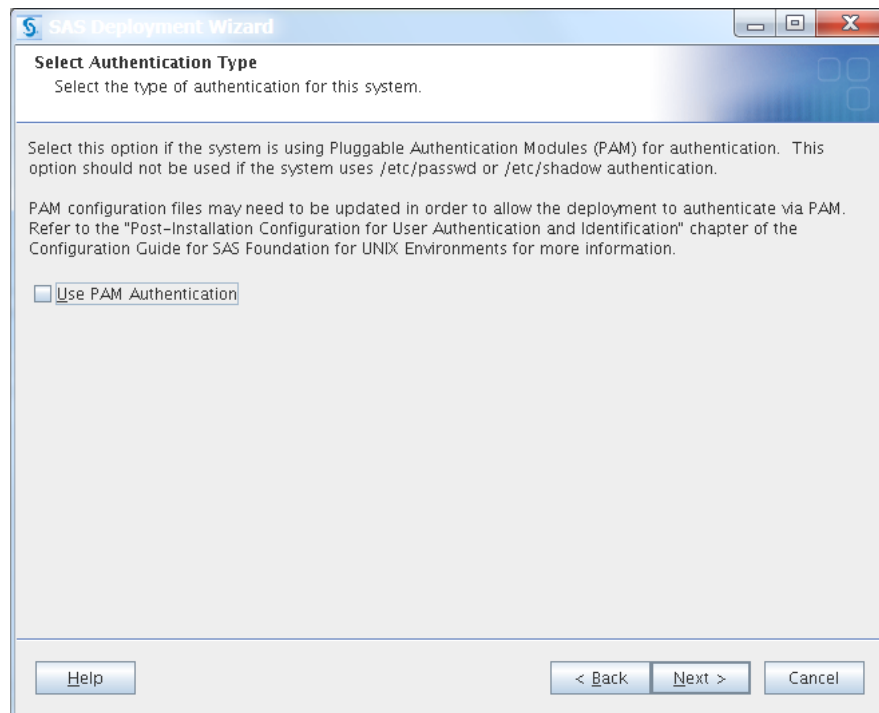 SAS Deployment Wizard
Select Authentication Type
Select the type of authentication for this system.
Select this option if the system is using Pluggable Authentication Modules (PAM) for authentication.  This
option should not be used if the system uses /etc/passwd or /etc/shadow authentication.
PAM configuration files may need to be updated in order to allow the deployment to authenticate via PAM.
Refer to the "Post-Installation Configuration for User Authentication and Identification" chapter of the
Configuration Guide for SAS Foundation for UNIX Environments for more information.
Use PAM Authentication
Help
< Back
Next >
Cancel